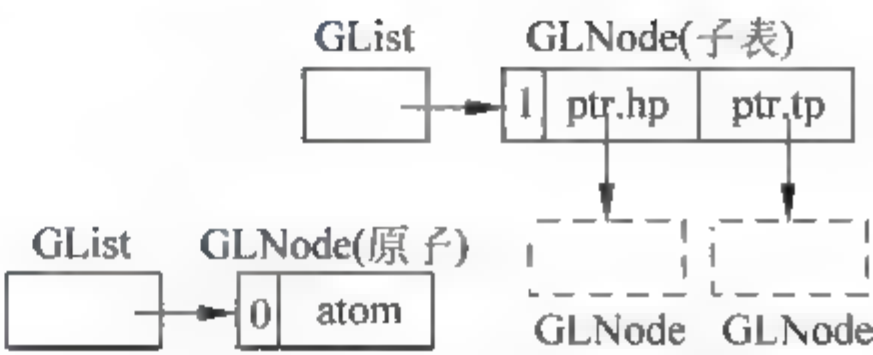 GList GLNode(子表)
1 ptr.hp ptr.tp
GList GLNode(原子)
0 atom
GLNode GLNode